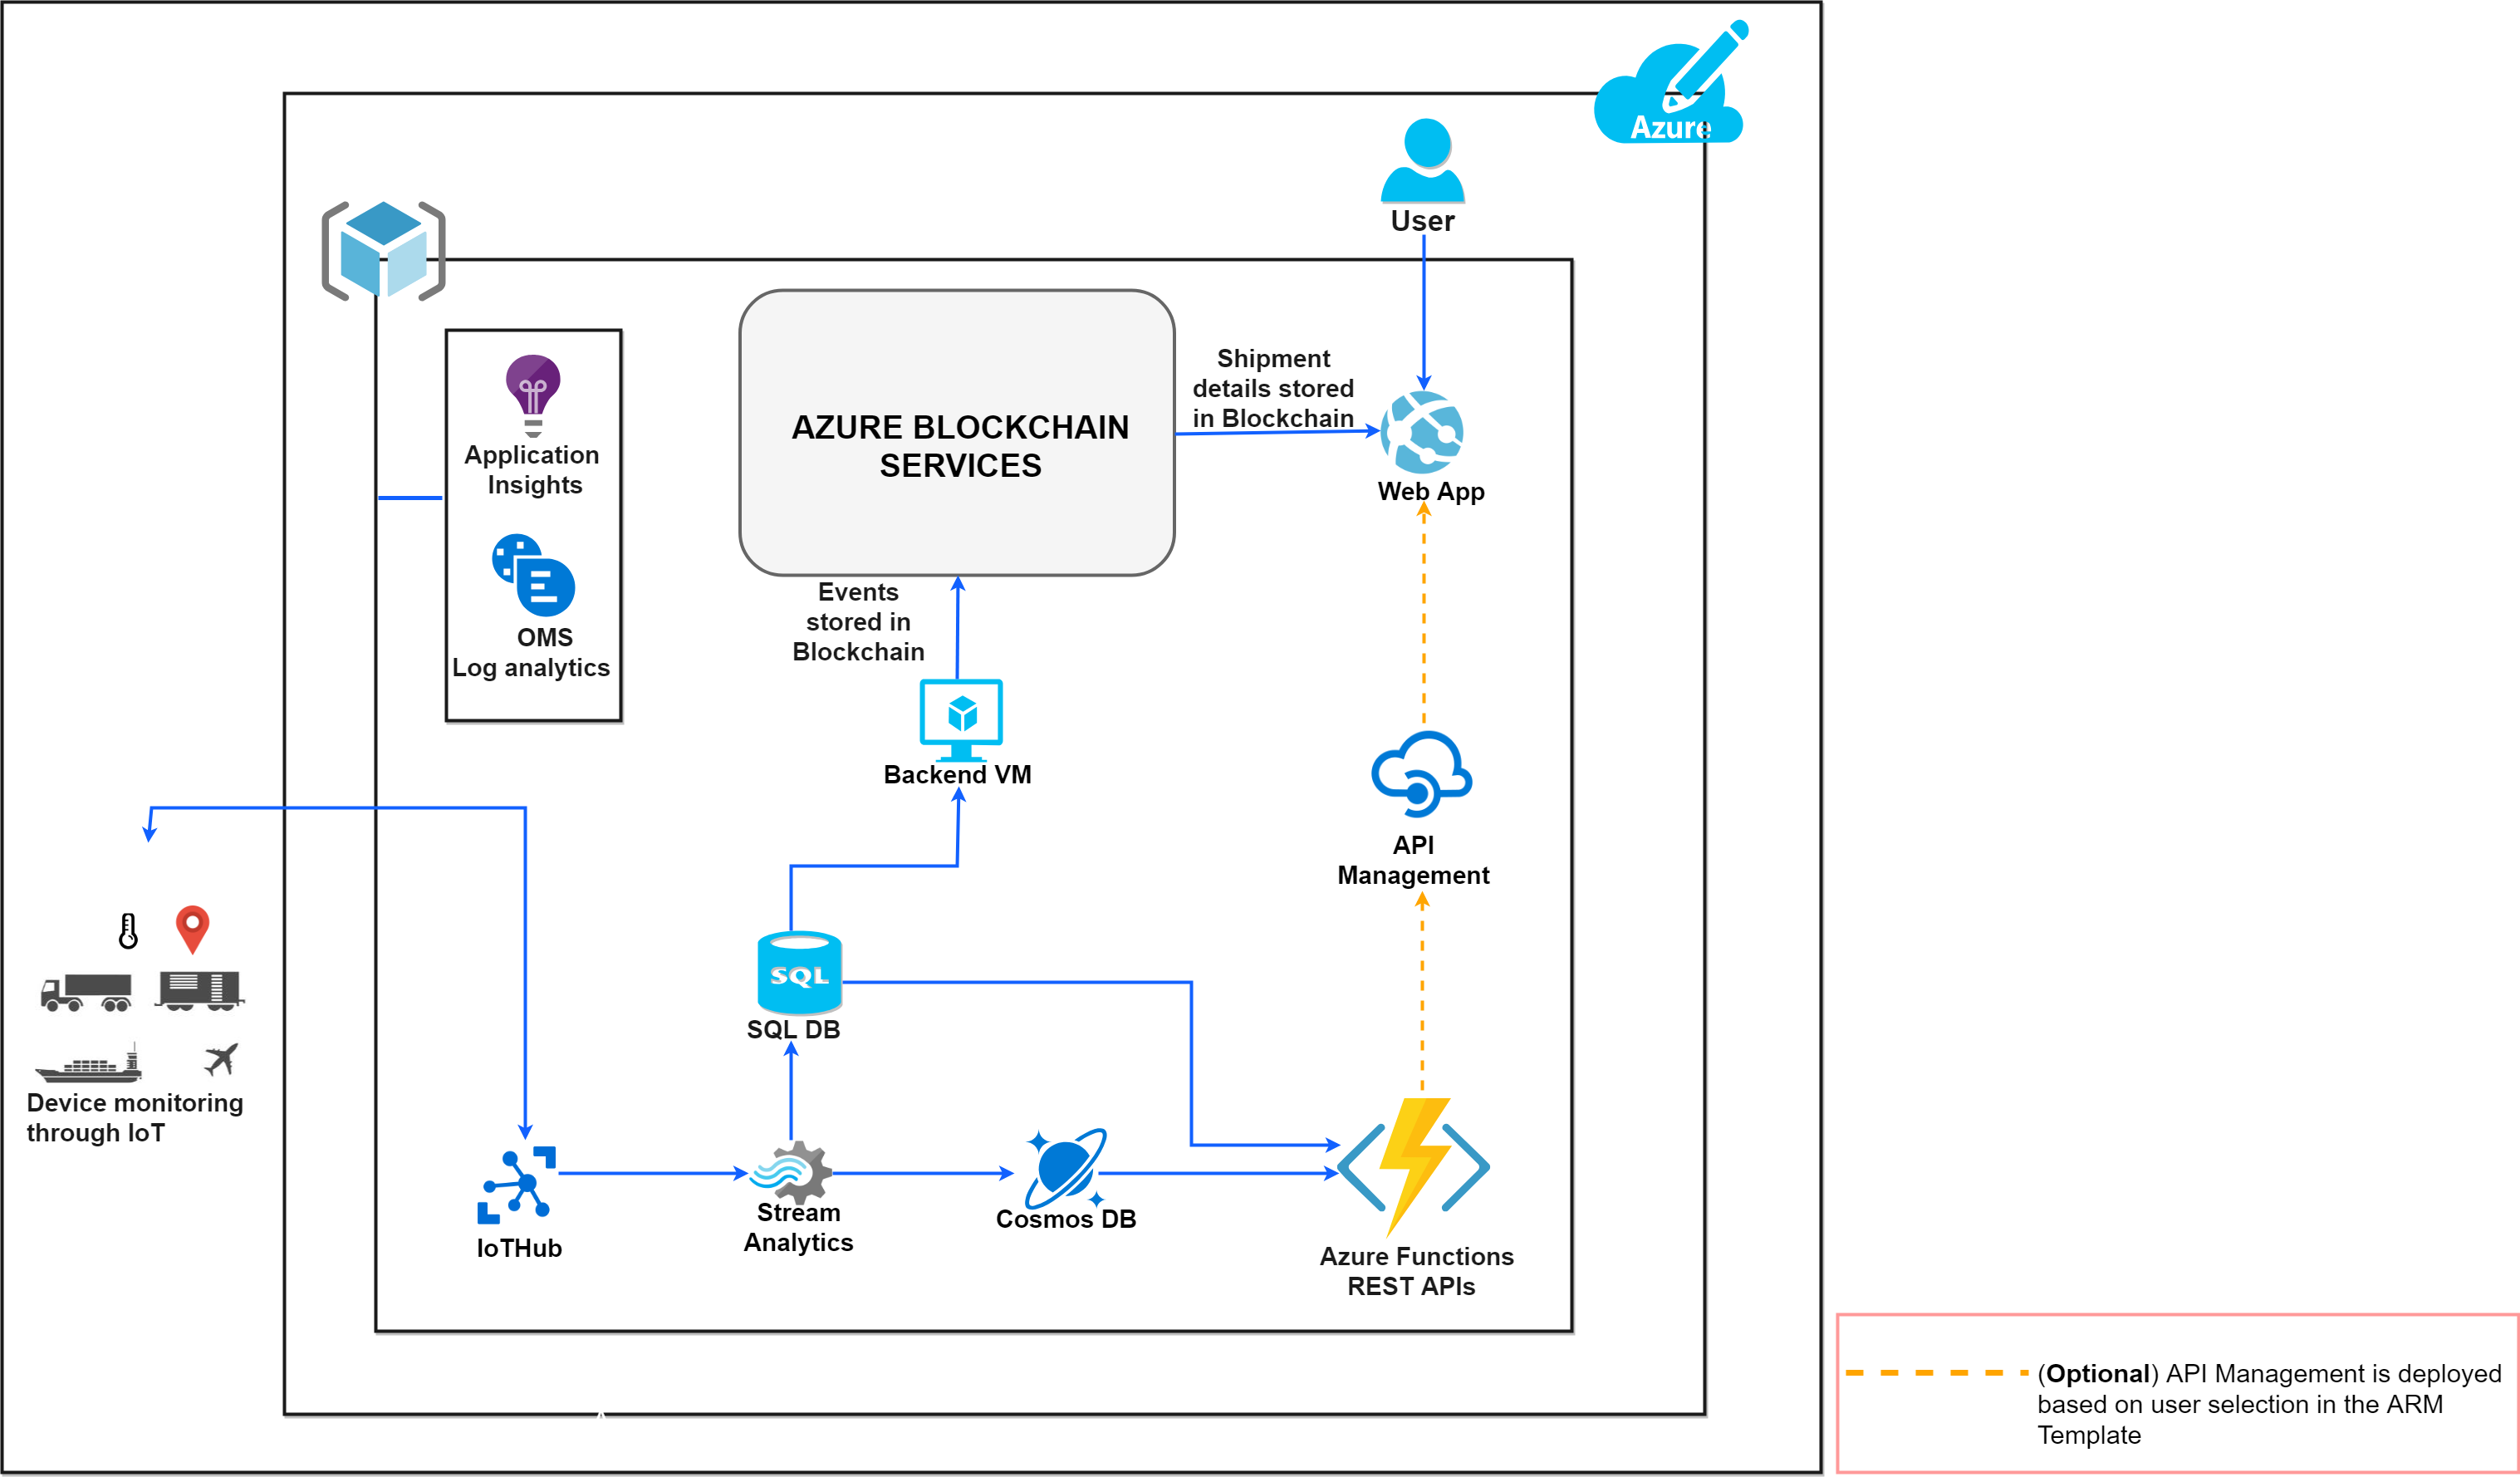 Azure
User
Shipment
details stored
in Blockchain
AZURE BLOCKCHAIN
SERVICES
Application
Insights
Web App
OMS
Log analytics
Events
stored in
Blockchain
Backend VM
API
Management
SQL
SQL DB
Device monitoring
through IoT
Stream
Analytics
Cosmos DB
IoTHub
Azure Functions
REST APIs
(Optional) API Management is deployed
based on user selection in the ARM
Template